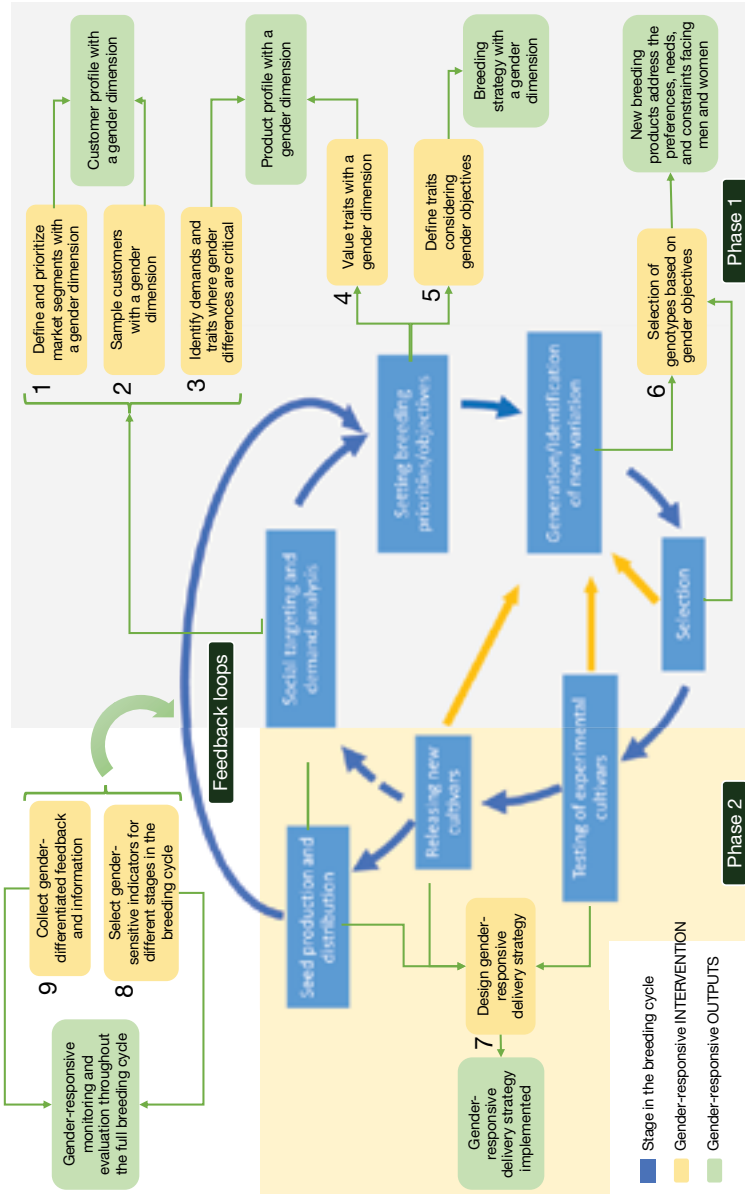 Gender-responsive
monitoring and
evaluation throughout
the full breeding cycle
9
Collect gender-
differentiated feedback
and information
8
Select gender-
sensitive indicators for
different stages in the
breeding cycle
Feedback loops
1
Define and prioritize
market segments with
a gender dimension
2
Sample customers
with a gender
dimension
3
Identify demands and
traits where gender
differences are critical
Customer profile with
a gender dimension
Product profile with a
gender dimension
4
Value traits with a
gender dimension
5
Define traits
considering
gender objectives
Breeding
strategy with
a gender
dimension
Social targeting and
demand analysis
Setting breeding
priorities/objectives
Generation/Identification
of new variation
Selection
Testing of experimental
cultivars
Releasing new
cultivars
Seed production and
distribution
6
Selection of
genotypes based on
gender objectives
New breeding
products address the
preferences, needs,
and constraints facing
men and women
7
Design gender-
responsive
delivery strategy
Gender-
responsive
delivery strategy
implemented
Phase 2
Phase 1
Stage in the breeding cycle
Gender-responsive INTERVENTION
Gender-responsive OUTPUTS